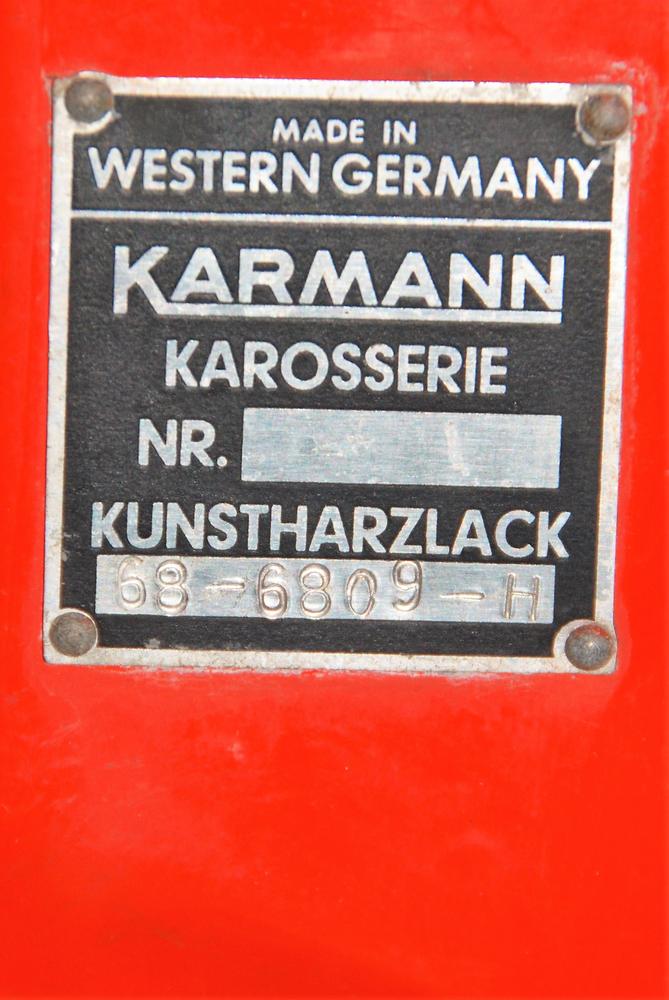 MADE IN
WESTERN GERMANY
KARMANN
KAROSSERIE
NR.
KUNSTHARZLACK
68-6809-H